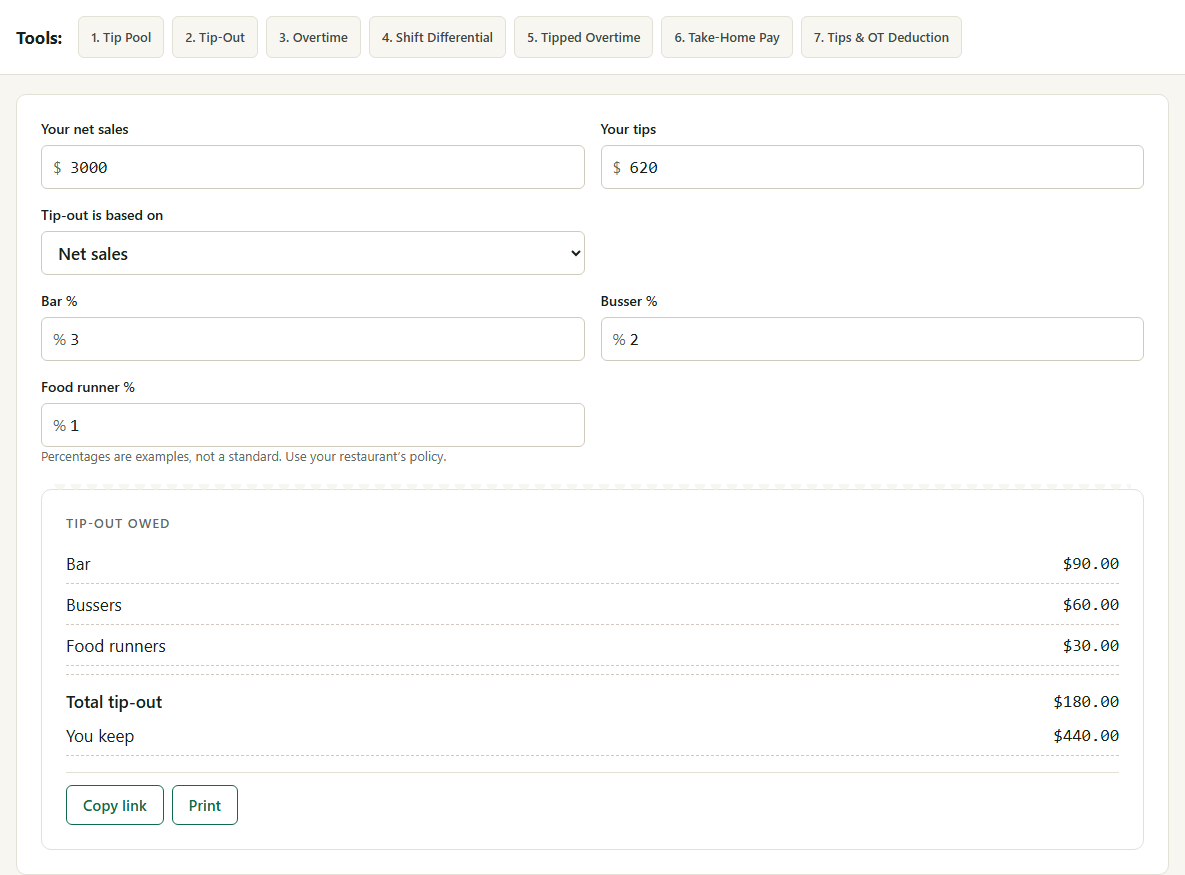 Tools: 1. Tip Pool 2. Tip-Out 3. Overtime 4. Shift Differential 5. Tipped Overtime 6. Take-Home Pay 7. Tips & OT Deduction
Your net sales Your tips
$ 3000 $ 620
Tip-out is based on
Net sales
Bar % Busser %
% 3 % 2
Food runner %
% 1
Percentages are examples, not a standard. Use your restaurant's policy.
TIP-OUT OWED
Bar $90.00
Bussers $60.00
Food runners $30.00
Total tip-out $180.00
You keep $440.00
Copy link Print